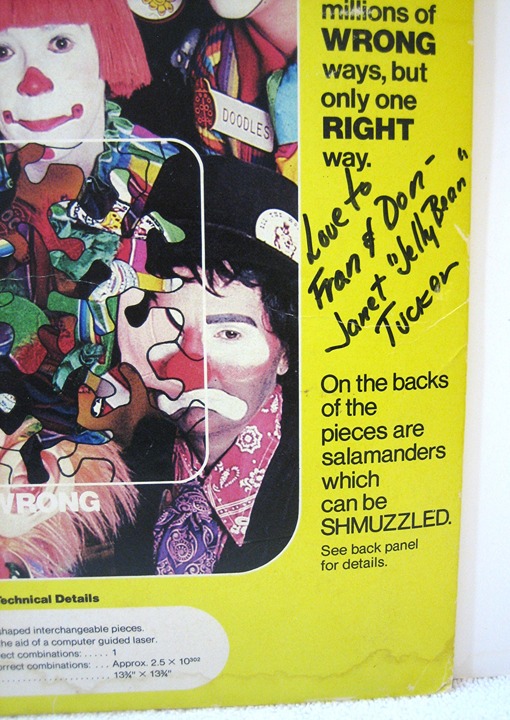 millions of
WRONG
ways, but
only one
RIGHT
way.
DOODLES
Love to
Fran & Don -
Janet "Jelly Bean"
Tucker
On the backs
of the
pieces are
salamanders
which
can be
SHMUZZLED.
See back panel
for details.
WRONG
Technical Details
shaped interchangeable pieces.
the aid of a computer guided laser.
ect combinations: . . . . . 1
orrect combinations: . . . Approx. 2.5 × 10³⁰²
13¾" × 13¾"